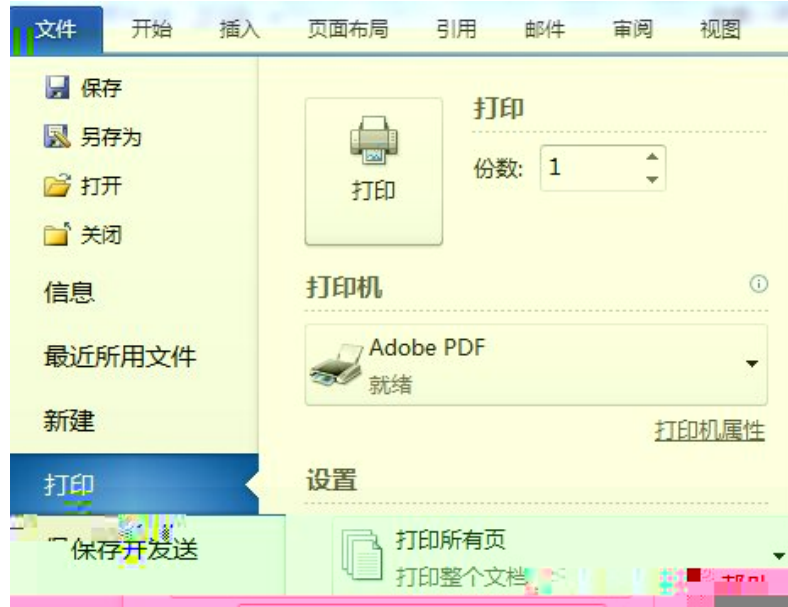 文件 开始 插入 页面布局 引用 邮件 审阅 视图
保存
另存为
打开
关闭
信息
最近所用文件
新建
打印
保存并发送
打印
打印
份数: 1
打印机
Adobe PDF
就绪
打印机属性
设置
打印所有页
打印整个文档